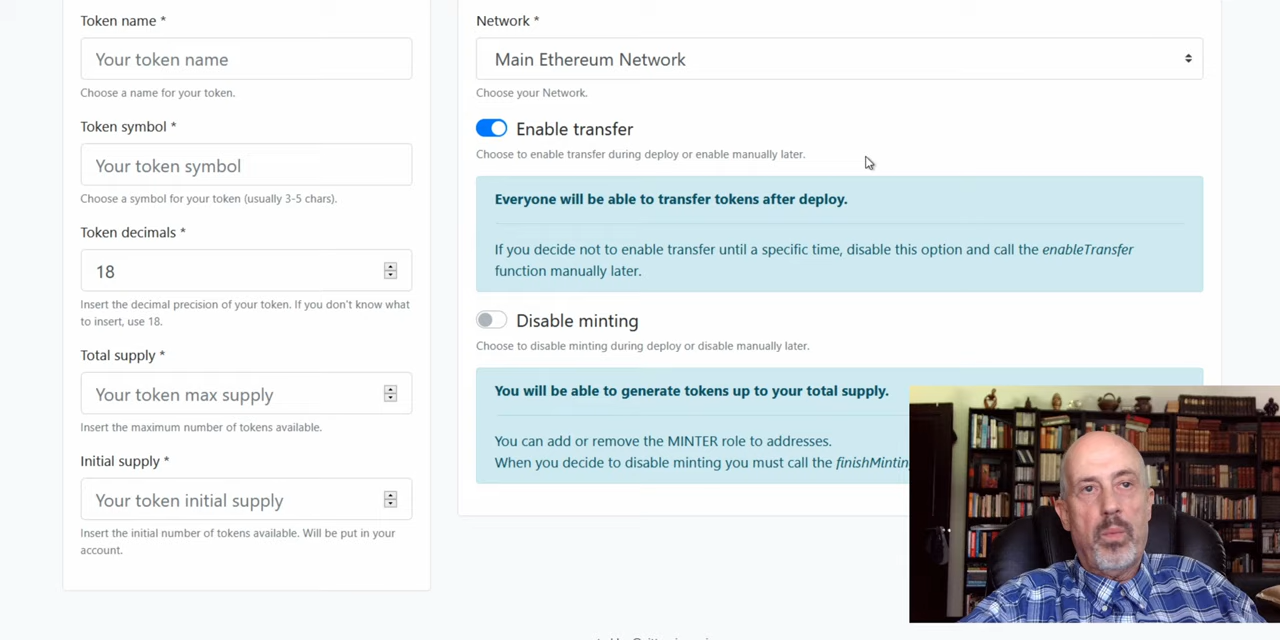 Token name *
Your token name
Choose a name for your token.
Token symbol *
Your token symbol
Choose a symbol for your token (usually 3-5 chars).
Token decimals *
18
Insert the decimal precision of your token. If you don't know what
to insert, use 18.
Total supply *
Your token max supply
Insert the maximum number of tokens available.
Initial supply *
Your token initial supply
Insert the initial number of tokens available. Will be put in your
account.
Network *
Main Ethereum Network
Choose your Network.
Enable transfer
Choose to enable transfer during deploy or enable manually later.
Everyone will be able to transfer tokens after deploy.
If you decide not to enable transfer until a specific time, disable this option and call the enableTransfer
function manually later.
Disable minting
Choose to disable minting during deploy or disable manually later.
You will be able to generate tokens up to your total supply.
You can add or remove the MINTER role to addresses.
When you decide to disable minting you must call the finishMintin